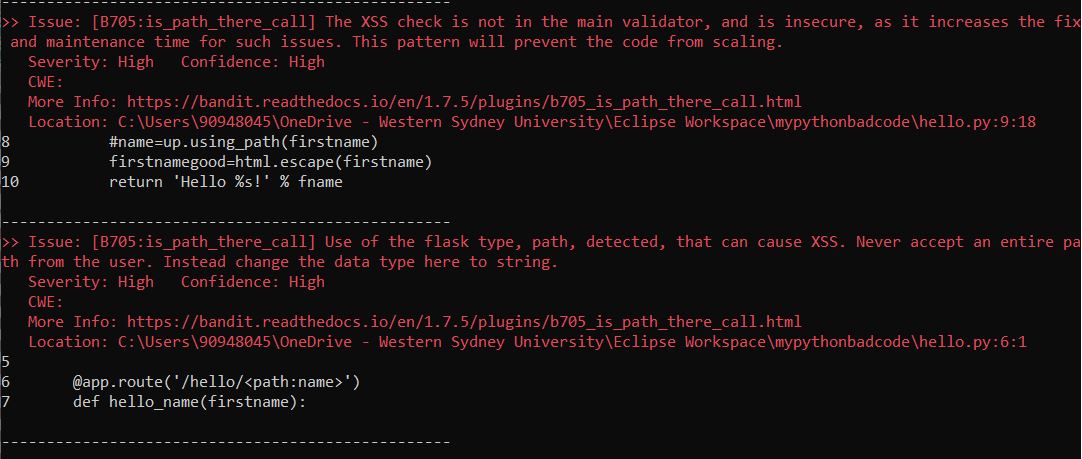 --------------------------------------------------
>> Issue: [B705:is_path_there_call] The XSS check is not in the main validator, and is insecure, as it increases the fix
and maintenance time for such issues. This pattern will prevent the code from scaling.
Severity: High   Confidence: High
CWE:
More Info: https://bandit.readthedocs.io/en/1.7.5/plugins/b705_is_path_there_call.html
Location: C:\Users\90948045\OneDrive - Western Sydney University\Eclipse Workspace\mypythonbadcode\hello.py:9:18
8           #name=up.using_path(firstname)
9           firstnamegood=html.escape(firstname)
10          return 'Hello %s!' % fname
--------------------------------------------------
>> Issue: [B705:is_path_there_call] Use of the flask type, path, detected, that can cause XSS. Never accept an entire pa
th from the user. Instead change the data type here to string.
Severity: High   Confidence: High
CWE:
More Info: https://bandit.readthedocs.io/en/1.7.5/plugins/b705_is_path_there_call.html
Location: C:\Users\90948045\OneDrive - Western Sydney University\Eclipse Workspace\mypythonbadcode\hello.py:6:1
5
6       @app.route('/hello/<path:name>')
7       def hello_name(firstname):
--------------------------------------------------